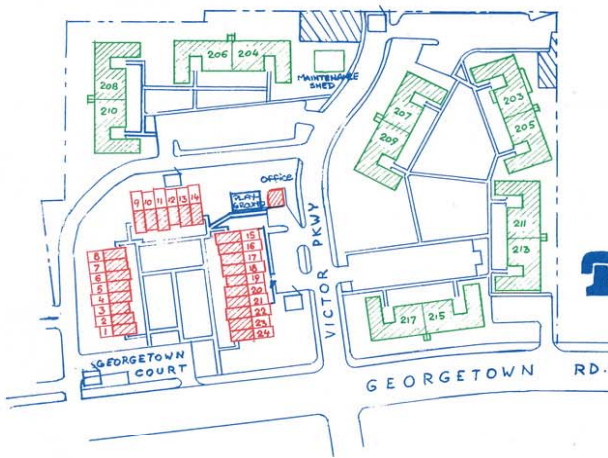 206 204
208
210
MAINTENANCE
SHED
207
209
203
205
211
213
217 215
Office
PLAY
GROUND
9 10 11 12 13 14
8
7
6
5
4
3
2
1
15
16
17
18
19
20
21
22
23
24
VICTOR PKWY
GEORGETOWN
COURT
GEORGETOWN RD.